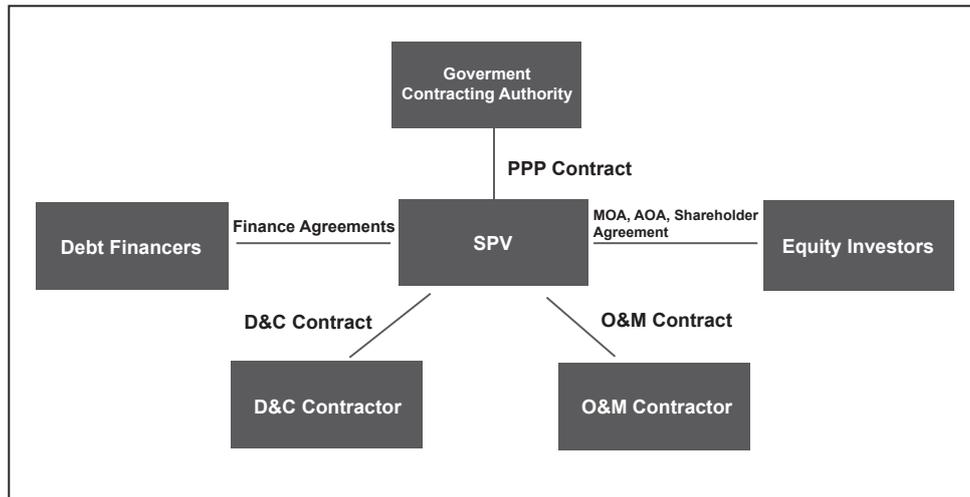 Goverment
Contracting Authority
PPP Contract
Debt Financers
Finance Agreements
SPV
MOA, AOA, Shareholder
Agreement
Equity Investors
D&C Contract
O&M Contract
D&C Contractor
O&M Contractor